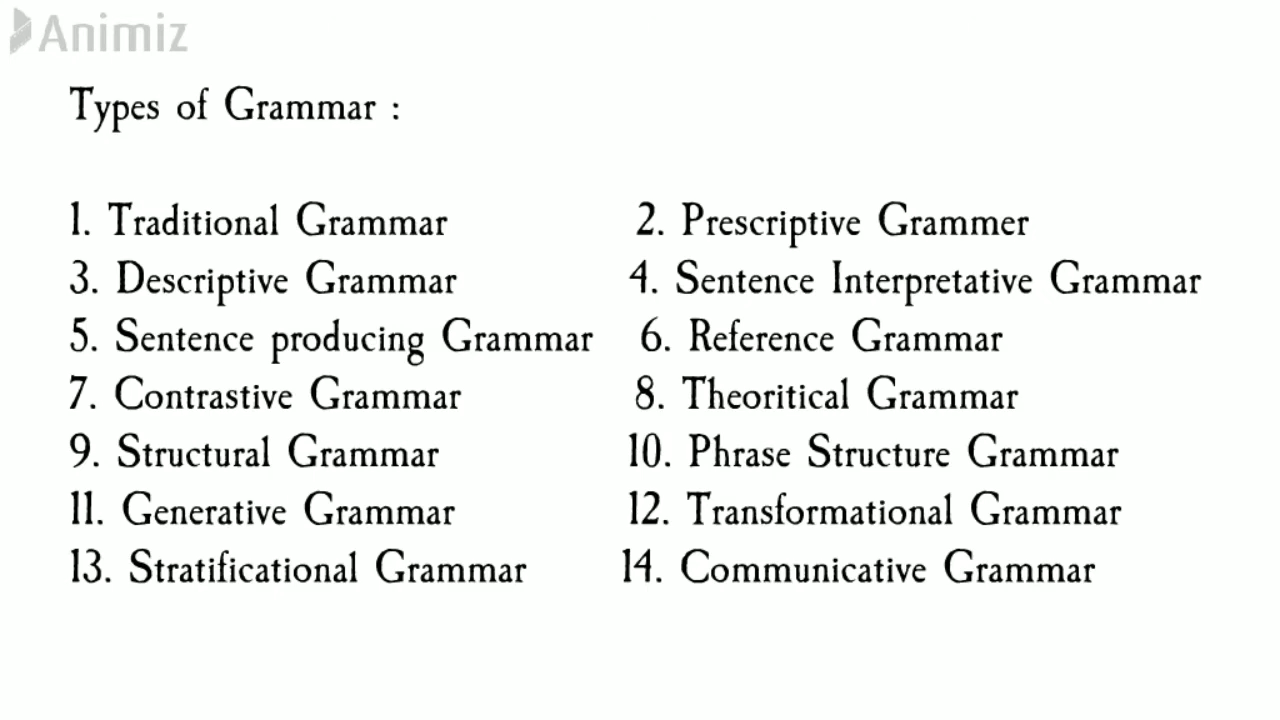 Animiz
Types of Grammar :
1. Traditional Grammar 2. Prescriptive Grammer
3. Descriptive Grammar 4. Sentence Interpretative Grammar
5. Sentence producing Grammar 6. Reference Grammar
7. Contrastive Grammar 8. Theoritical Grammar
9. Structural Grammar 10. Phrase Structure Grammar
11. Generative Grammar 12. Transformational Grammar
13. Stratificational Grammar 14. Communicative Grammar